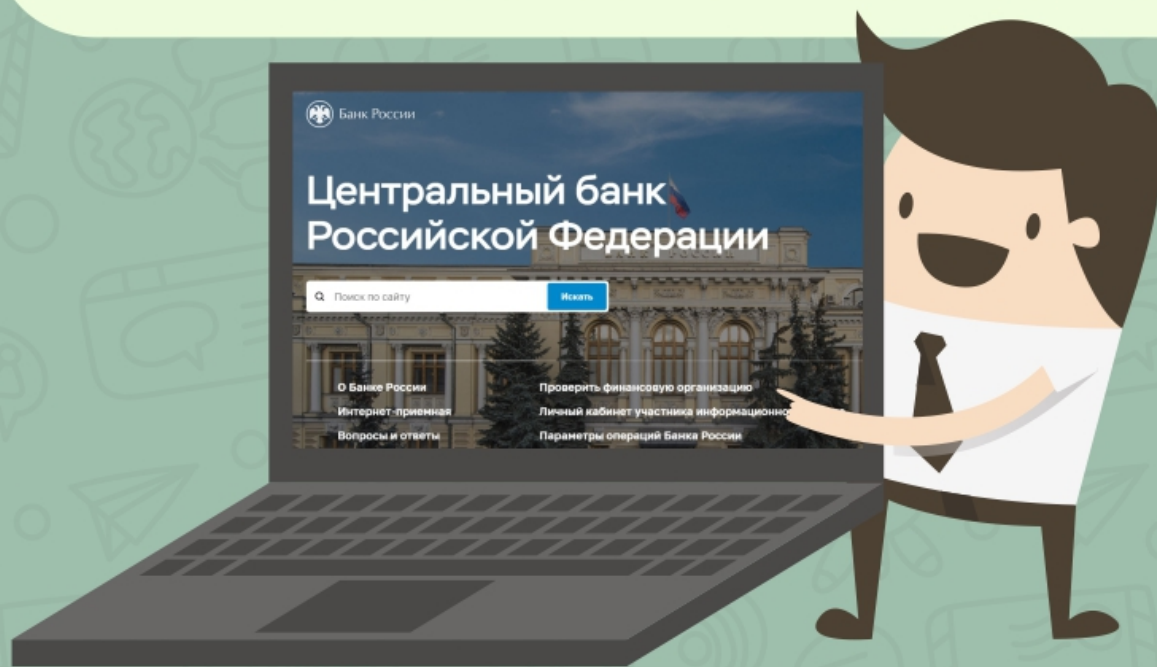 Банк России
Центральный банк
Российской Федерации
Поиск по сайту
Искать
О Банке России
Проверить финансовую организацию
Интернет-приемная
Личный кабинет участника
Вопросы и ответы
Параметры операций Банка России